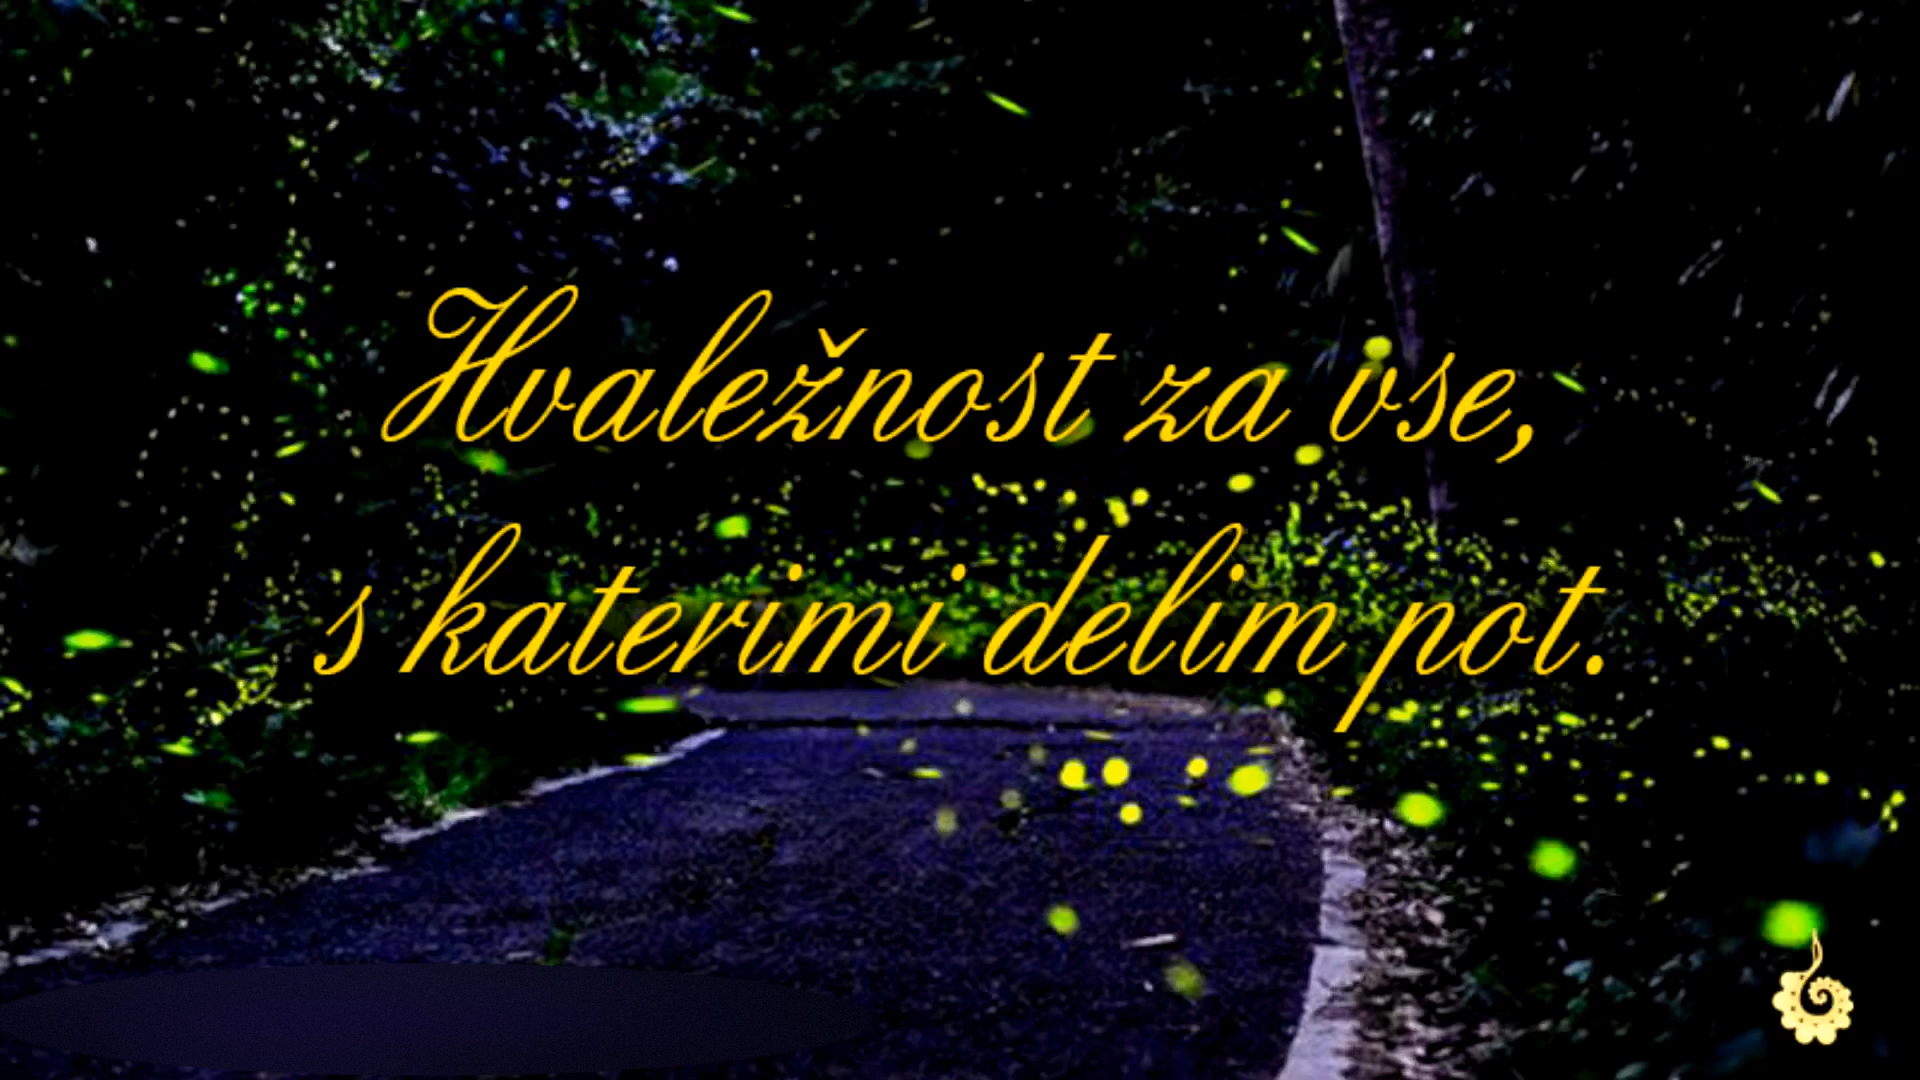 Hvaležnost za vse,
s katerimi delim pot.